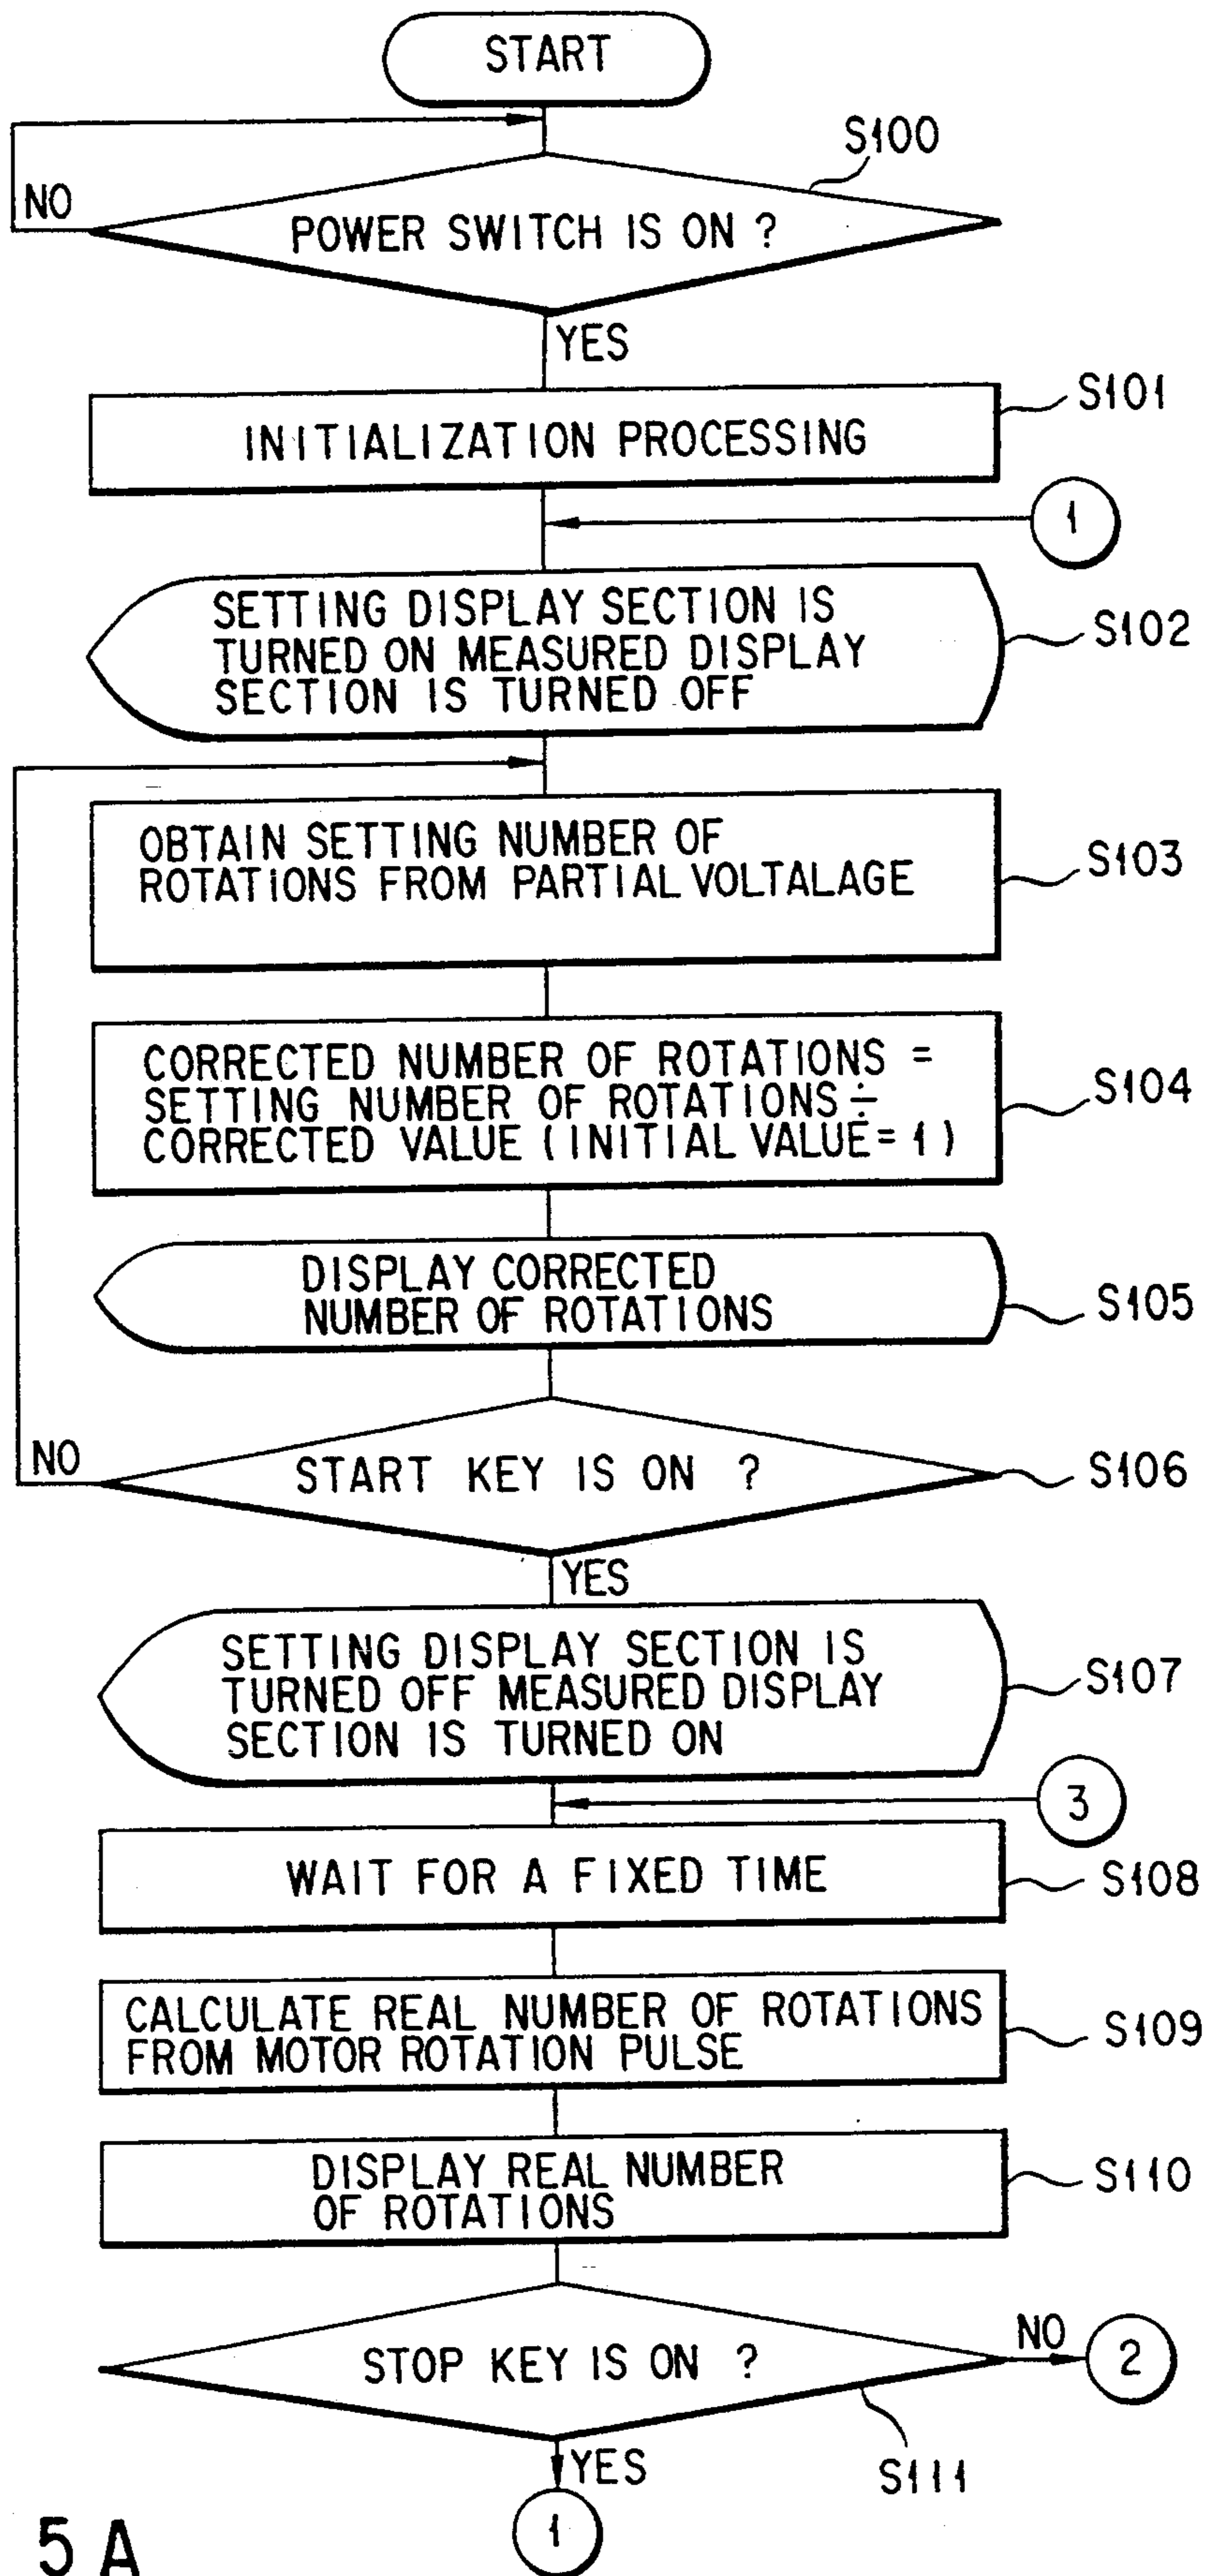 START
S100
NO
POWER SWITCH IS ON ?
YES
S101
INITIALIZATION PROCESSING
1
SETTING DISPLAY SECTION IS
TURNED ON MEASURED DISPLAY
SECTION IS TURNED OFF
S102
OBTAIN SETTING NUMBER OF
ROTATIONS FROM PARTIAL VOLTALAGE
S103
CORRECTED NUMBER OF ROTATIONS =
SETTING NUMBER OF ROTATIONS ÷
CORRECTED VALUE (INITIAL VALUE = 1)
S104
DISPLAY CORRECTED
NUMBER OF ROTATIONS
S105
NO
START KEY IS ON ?
S106
YES
SETTING DISPLAY SECTION IS
TURNED OFF MEASURED DISPLAY
SECTION IS TURNED ON
S107
3
WAIT FOR A FIXED TIME
S108
CALCULATE REAL NUMBER OF ROTATIONS
FROM MOTOR ROTATION PULSE
S109
DISPLAY REAL NUMBER
OF ROTATIONS
S110
STOP KEY IS ON ?
NO
2
YES
S111
1
5A